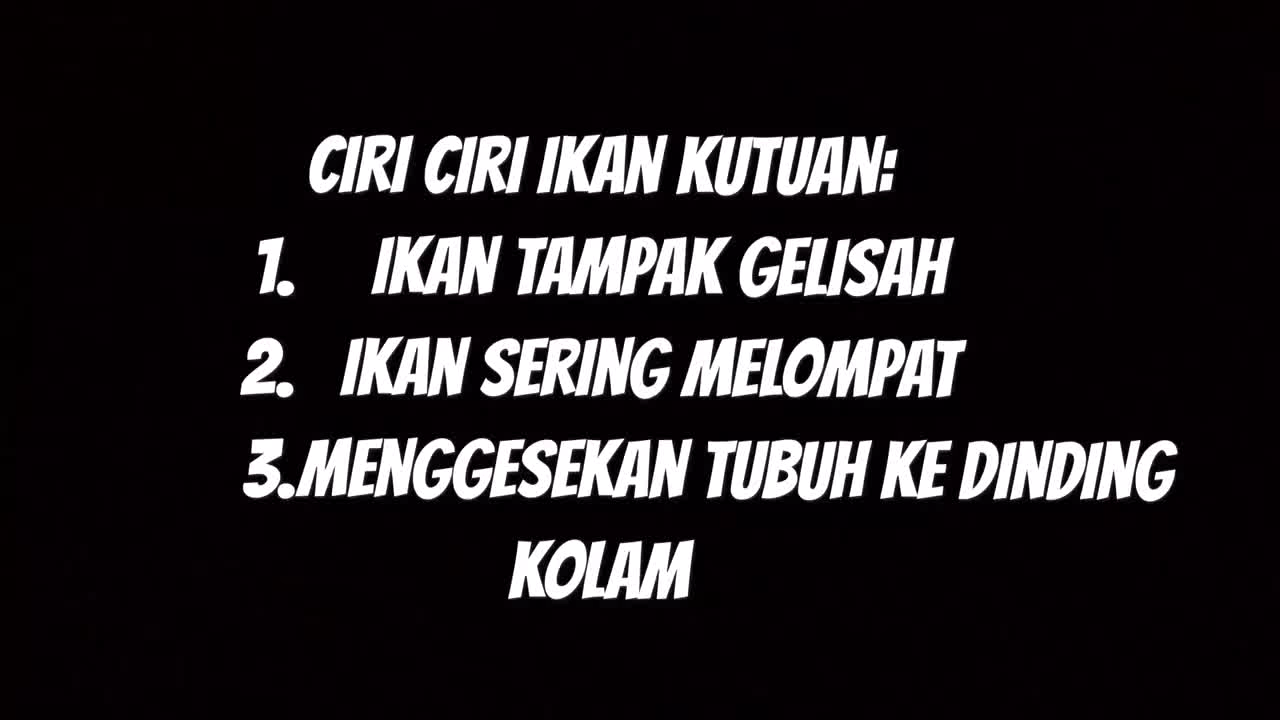 CIRI CIRI IKAN KUTUAN:
1. IKAN TAMPAK GELISAH
2. IKAN SERING MELOMPAT
3.MENGGESEKAN TUBUH KE DINDING
KOLAM